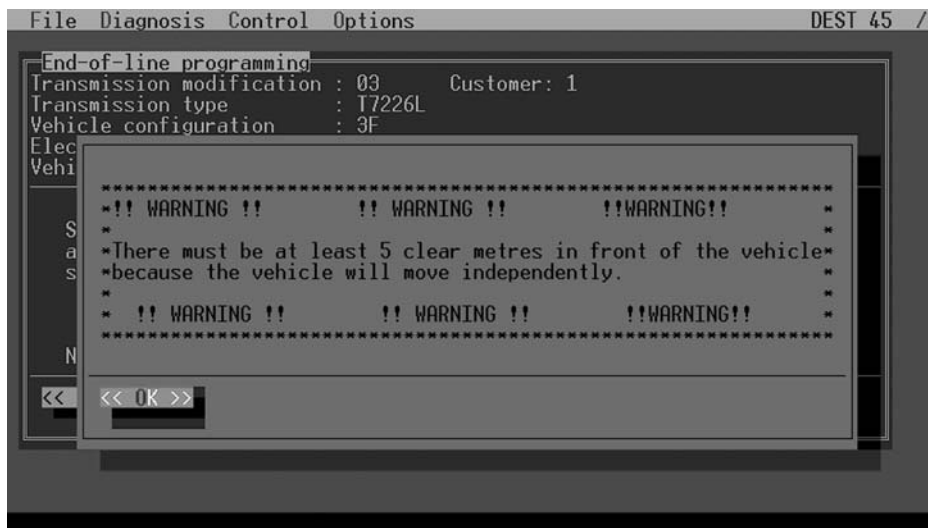 File Diagnosis Control Options DEST 45 /
End-of-line programming
Transmission modification : 03 Customer: 1
Transmission type : T7226L
Vehicle configuration : 3F
Elec
Vehi
S
a
s
N
<<
************************************************************
*!! WARNING !! !! WARNING !! !!WARNING!! *
* *
*There must be at least 5 clear metres in front of the vehicle*
*because the vehicle will move independently. *
* *
* !! WARNING !! !! WARNING !! !!WARNING!! *
************************************************************
<< OK >>